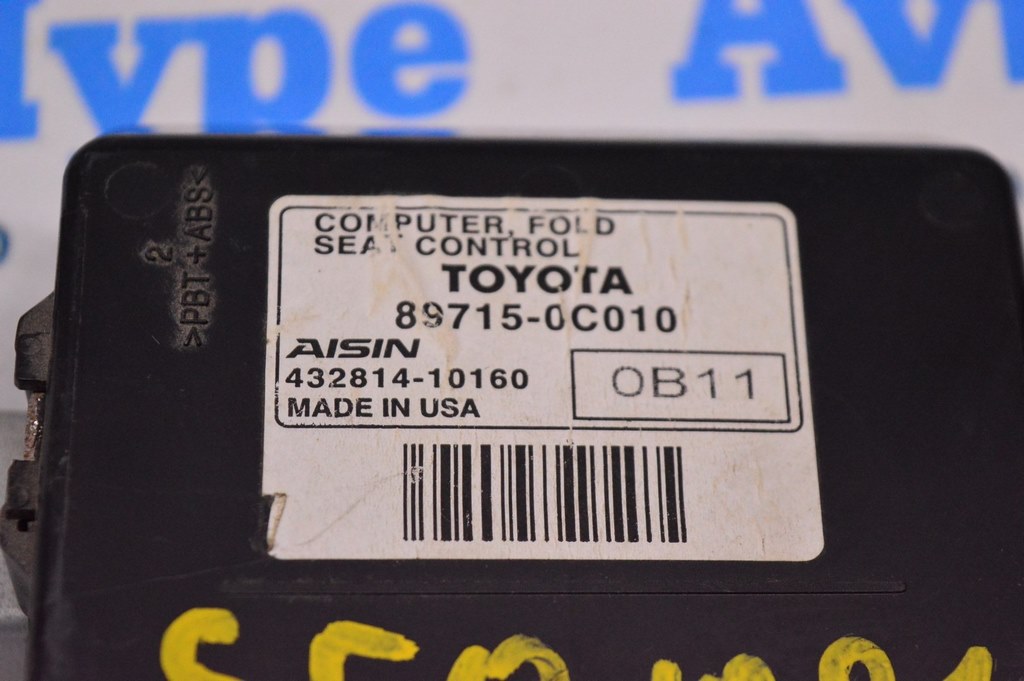 ype Av
COMPUTER, FOLD
SEAT CONTROL
TOYOTA
89715-0C010
AISIN
432814-10160
MADE IN USA
0B11
2
>PBT+ABS<